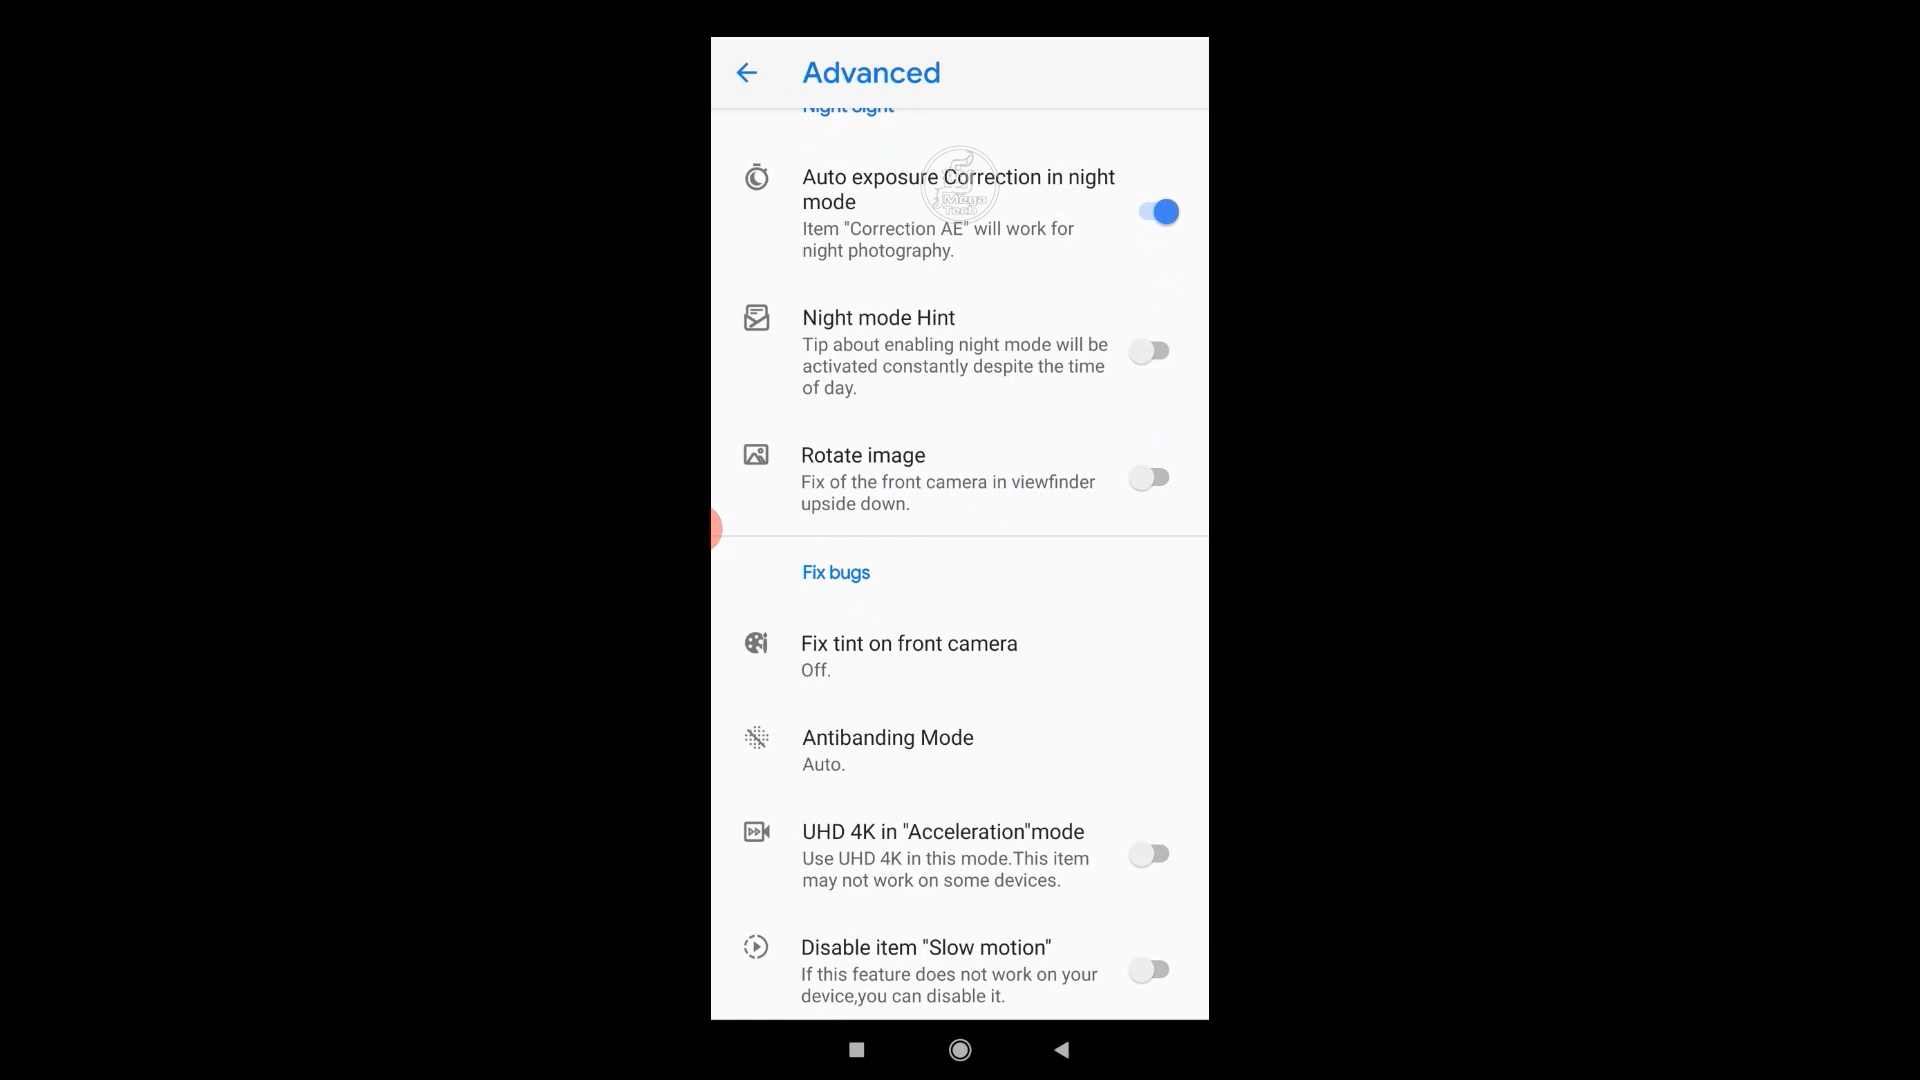 Advanced
Night Sight
Auto exposure Correction in night
mode
Item "Correction AE" will work for
night photography.
Mega
Tech
Night mode Hint
Tip about enabling night mode will be
activated constantly despite the time
of day.
Rotate image
Fix of the front camera in viewfinder
upside down.
Fix bugs
Fix tint on front camera
Off.
Antibanding Mode
Auto.
UHD 4K in "Acceleration"mode
Use UHD 4K in this mode.This item
may not work on some devices.
Disable item "Slow motion"
If this feature does not work on your
device,you can disable it.